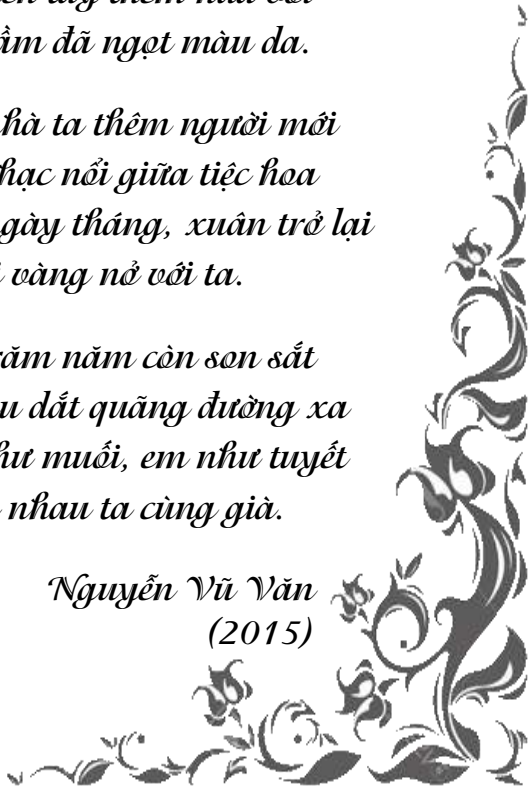 thêm
ầm đã ngọt màu da.
hà ta thêm người mới
hạc nổi giữa tiệc hoa
gày tháng, xuân trở lại
vàng nở với ta.
răm năm còn son sắt
u dắt quãng đường xa
hư muối, em như tuyết
nhau ta cùng già.
Nguyễn Vũ Văn
(2015)